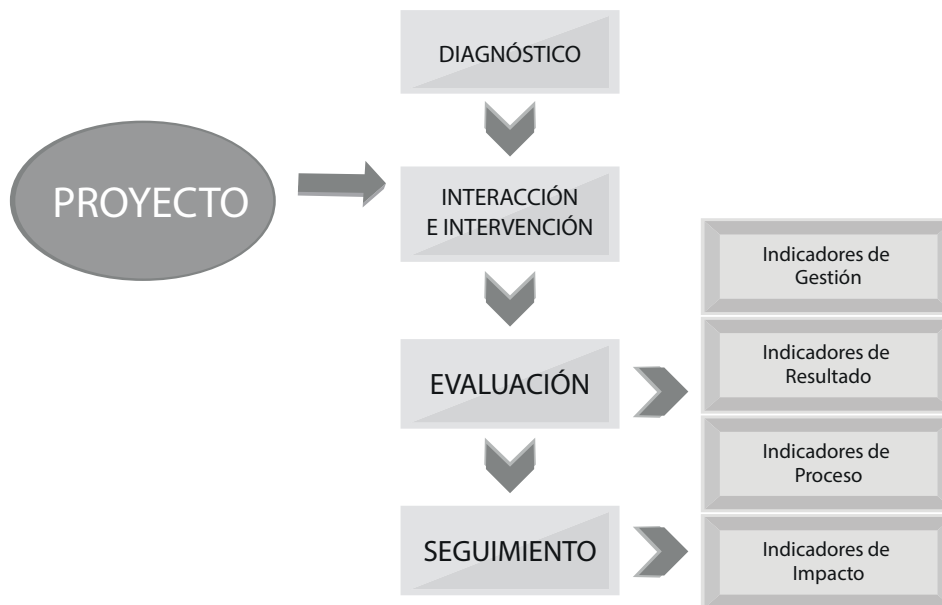 DIAGNÓSTICO
PROYECTO
INTERACCIÓN
E INTERVENCIÓN
EVALUACIÓN
SEGUIMIENTO
Indicadores de
Gestión
Indicadores de
Resultado
Indicadores de
Proceso
Indicadores de
Impacto